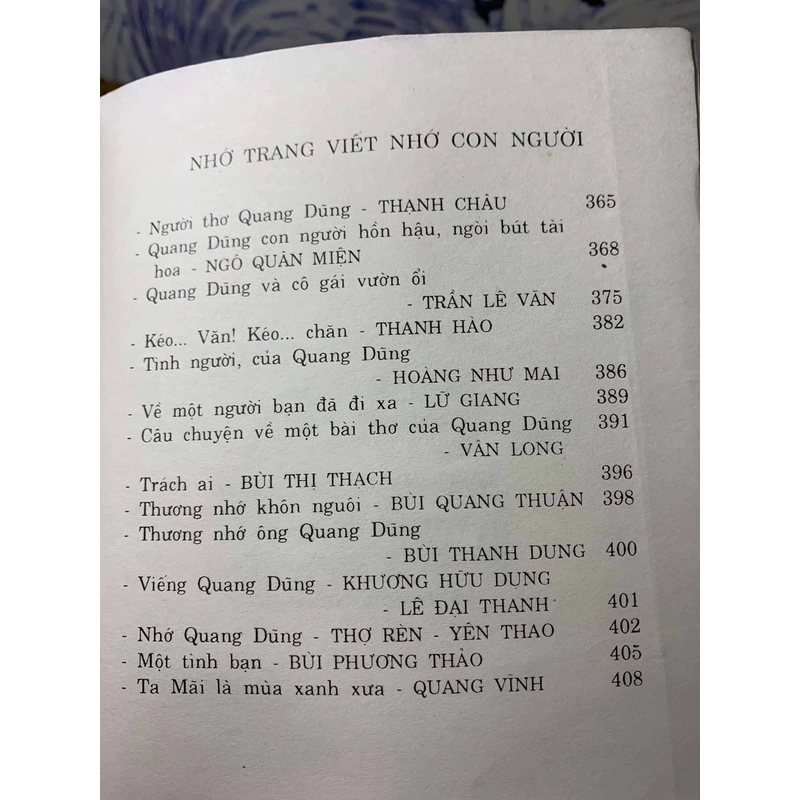 NHỚ TRANG VIẾT NHỚ CON NGƯỜI
- Người thơ Quang Dũng - THANH CHÂU 365
- Quang Dũng con người hồn hậu, ngòi bút tài
hoa - NGÔ QUÂN MIỆN 368
- Quang Dũng và cô gái vườn ổi
- TRẦN LÊ VĂN 375
- Kéo... Văn! Kéo... chăn - THANH HÀO 382
- Tình người, của Quang Dũng
- HOÀNG NHƯ MAI 386
- Về một người bạn đã đi xa - LỮ GIANG 389
- Câu chuyện về một bài thơ của Quang Dũng 391
- VÂN LONG
- Trách ai - BÙI THỊ THẠCH 396
- Thương nhớ khôn nguôi - BÙI QUANG THUẬN 398
- Thương nhớ ông Quang Dũng
- BÙI THANH DUNG 400
- Viếng Quang Dũng - KHƯƠNG HỮU DỤNG
- LÊ ĐẠI THANH 401
- Nhớ Quang Dũng - THỢ RÈN - YÊN THAO 402
- Một tình bạn - BÙI PHƯƠNG THẢO 405
- Ta Mãi là mùa xanh xưa - QUANG VĨNH 408